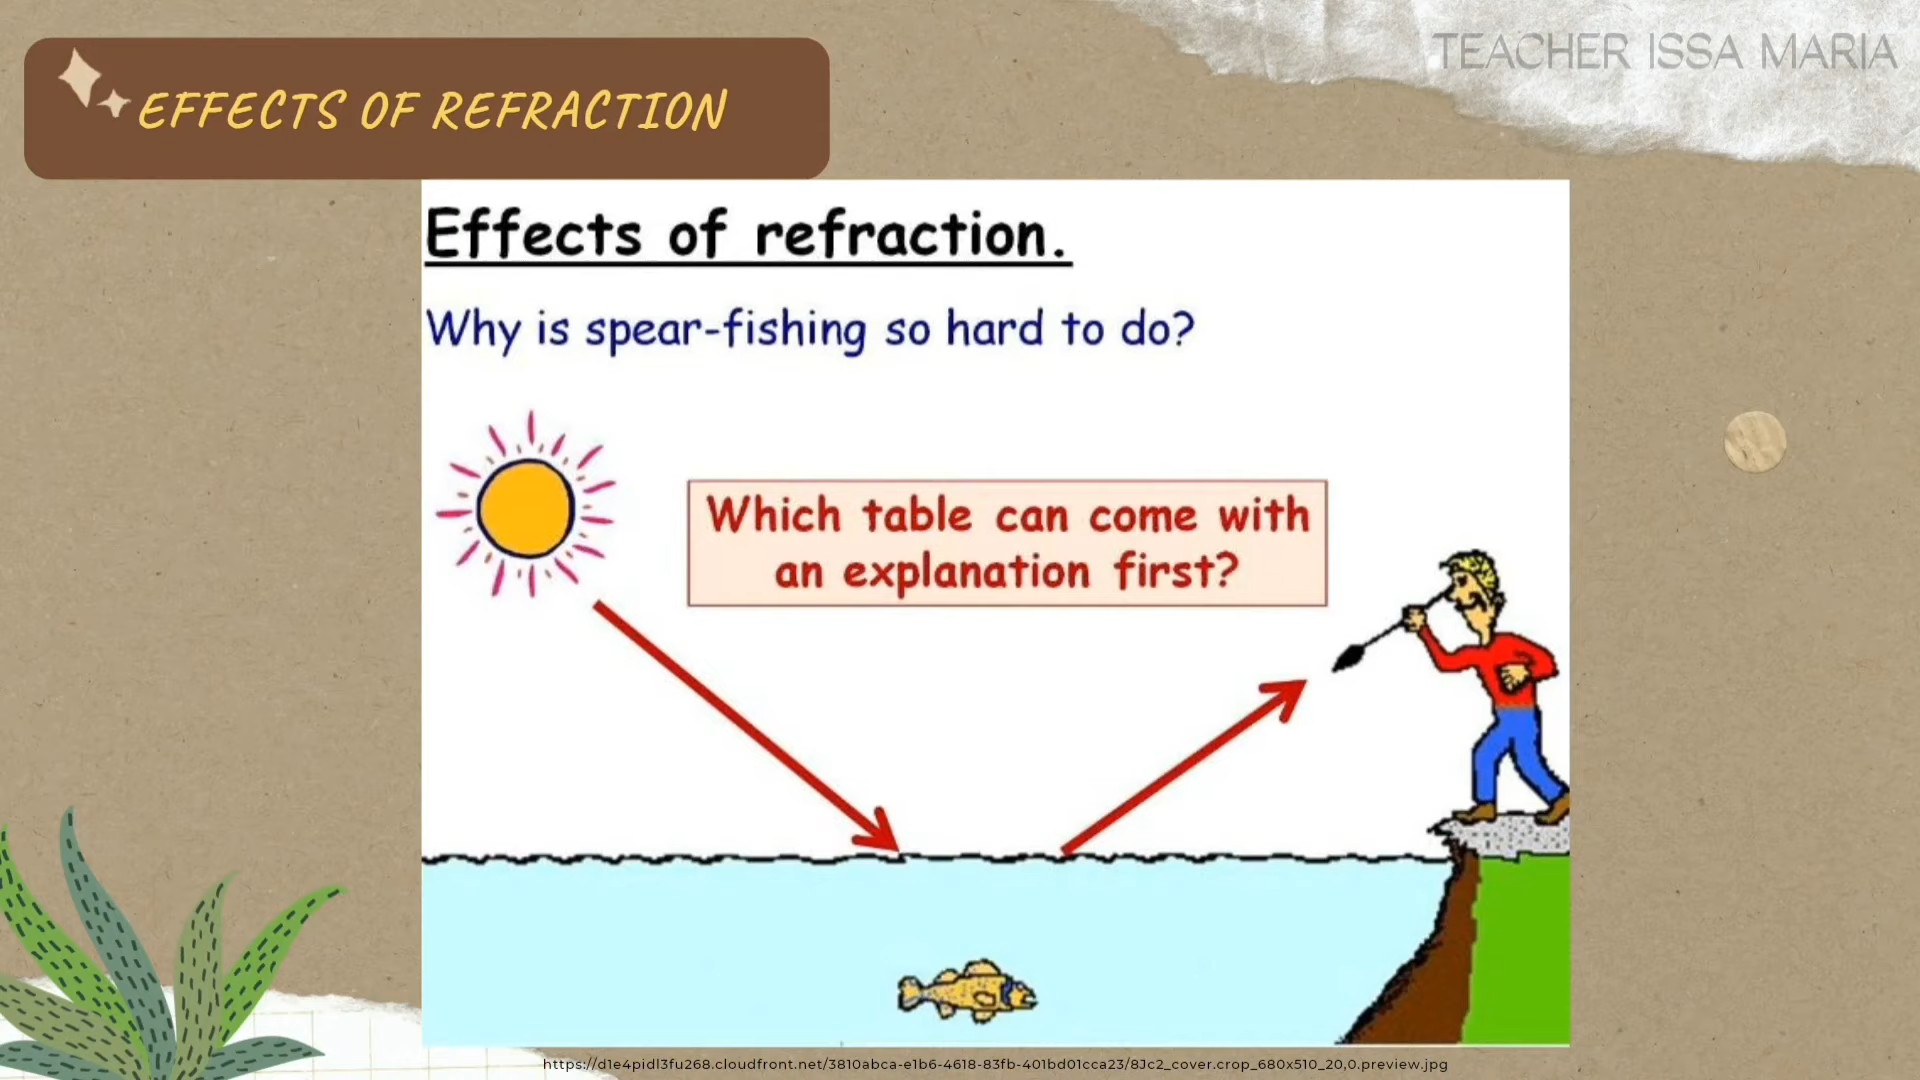 TEACHER ISSA MARIA
EFFECTS OF REFRACTION
Effects of refraction.
Why is spear-fishing so hard to do?
Which table can come with
an explanation first?
https://d1e4pidl3fu268.cloudfront.net/3810abca-e1b6-4618-83fb-401bd01cca23/8Jc2_cover.crop_680x510_20,0.preview.jpg